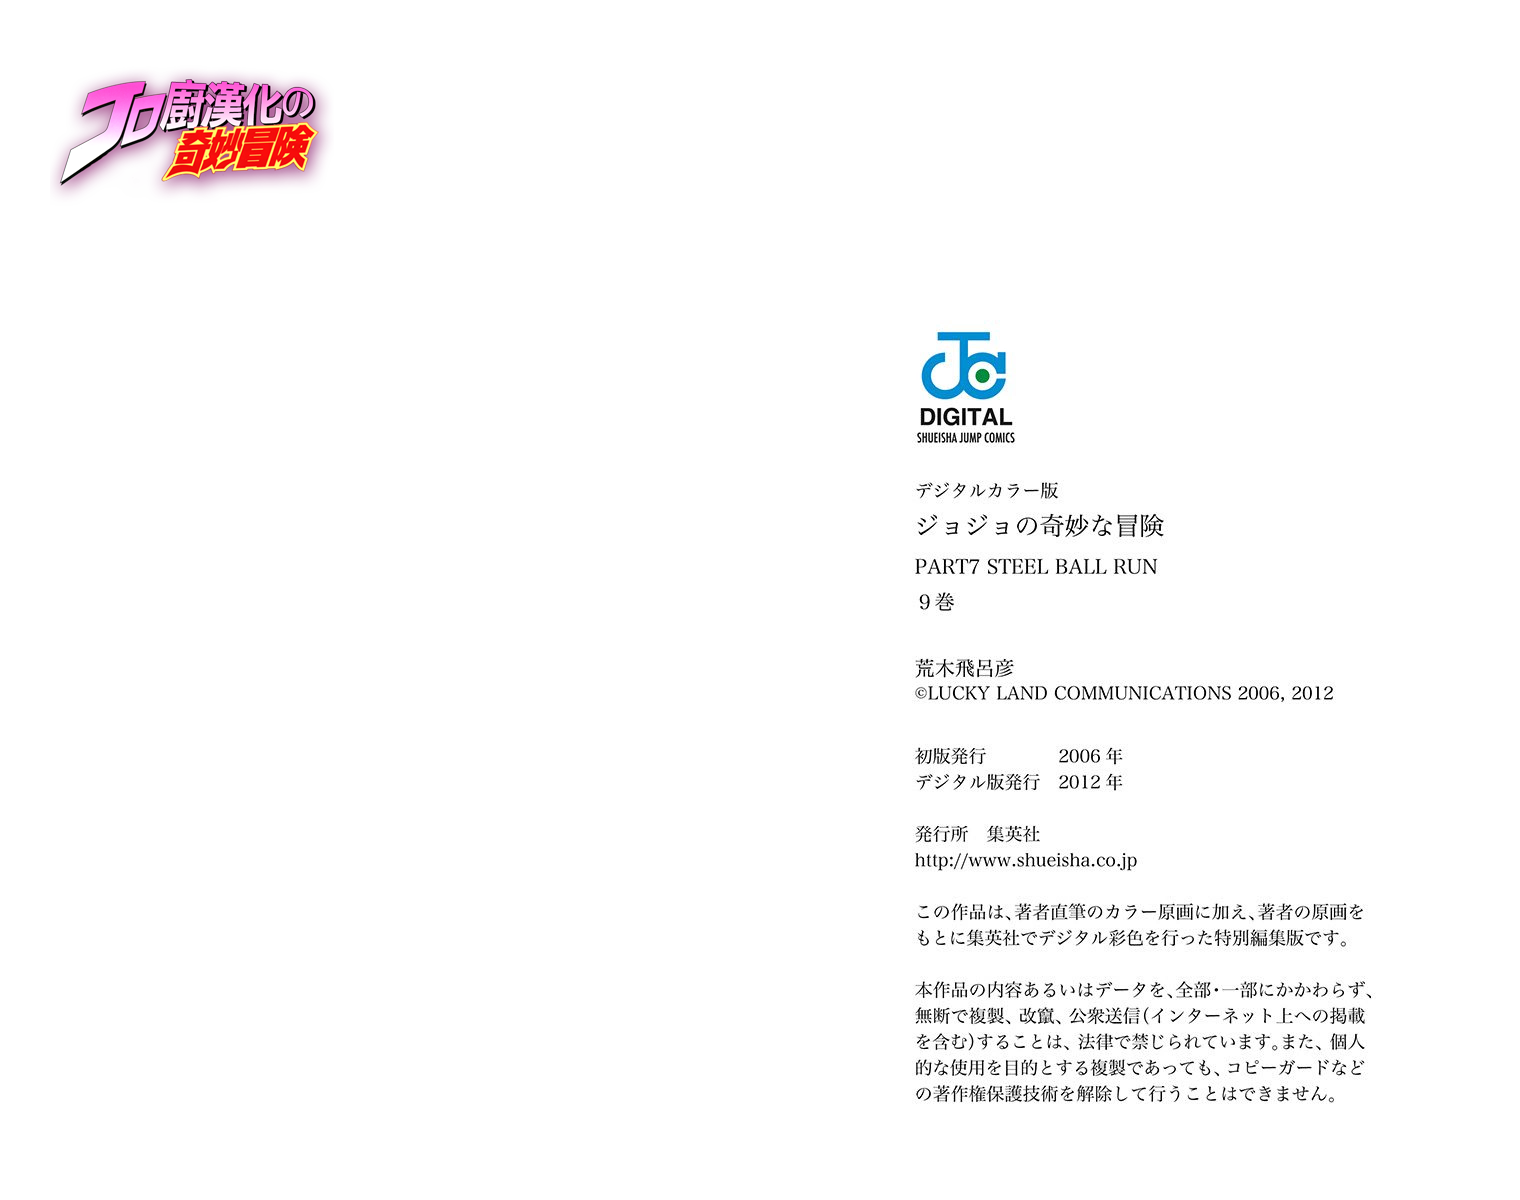 JO廚漢化の
奇妙冒険
DIGITAL
SHUEISHA JUMP COMICS
デジタルカラー版
ジョジョの奇妙な冒険
PART7 STEEL BALL RUN
9巻
荒木飛呂彦
©LUCKY LAND COMMUNICATIONS 2006, 2012
初版発行　2006年
デジタル版発行　2012年
発行所　集英社
http://www.shueisha.co.jp
この作品は、著者直筆のカラー原画に加え、著者の原画を
もとに集英社でデジタル彩色を行った特別編集版です。
本作品の内容あるいはデータを、全部・一部にかかわらず、
無断で複製、改竄、公衆送信(インターネット上への掲載
を含む)することは、法律で禁じられています。また、個人
的な使用を目的とする複製であっても、コピーガードなど
の著作権保護技術を解除して行うことはできません。